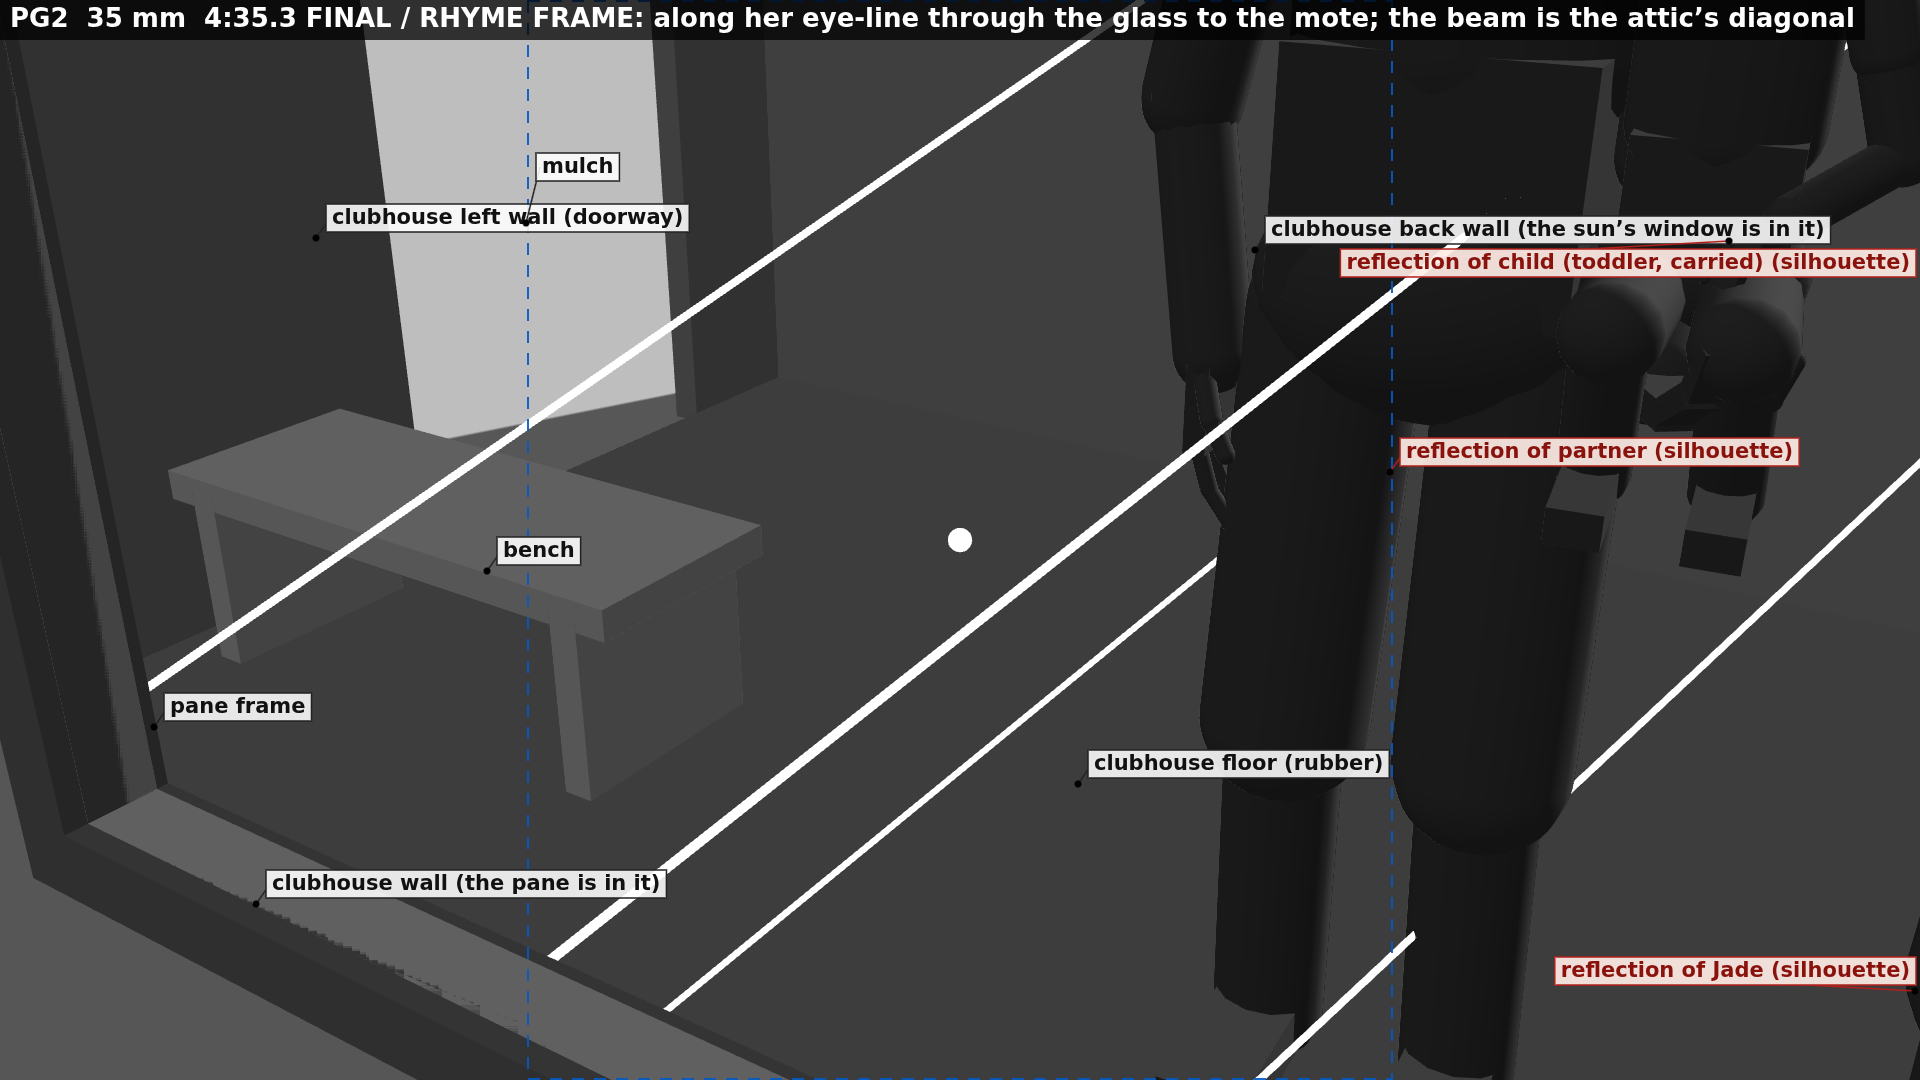 PG2  35 mm  4:35.3 FINAL / RHYME FRAME: along her eye-line through the glass to the mote; the beam is the attic’s diagonal
mulch
clubhouse left wall (doorway)
clubhouse back wall (the sun’s window is in it)
reflection of child (toddler, carried) (silhouette)
reflection of partner (silhouette)
bench
pane frame
clubhouse floor (rubber)
clubhouse wall (the pane is in it)
reflection of Jade (silhouette)